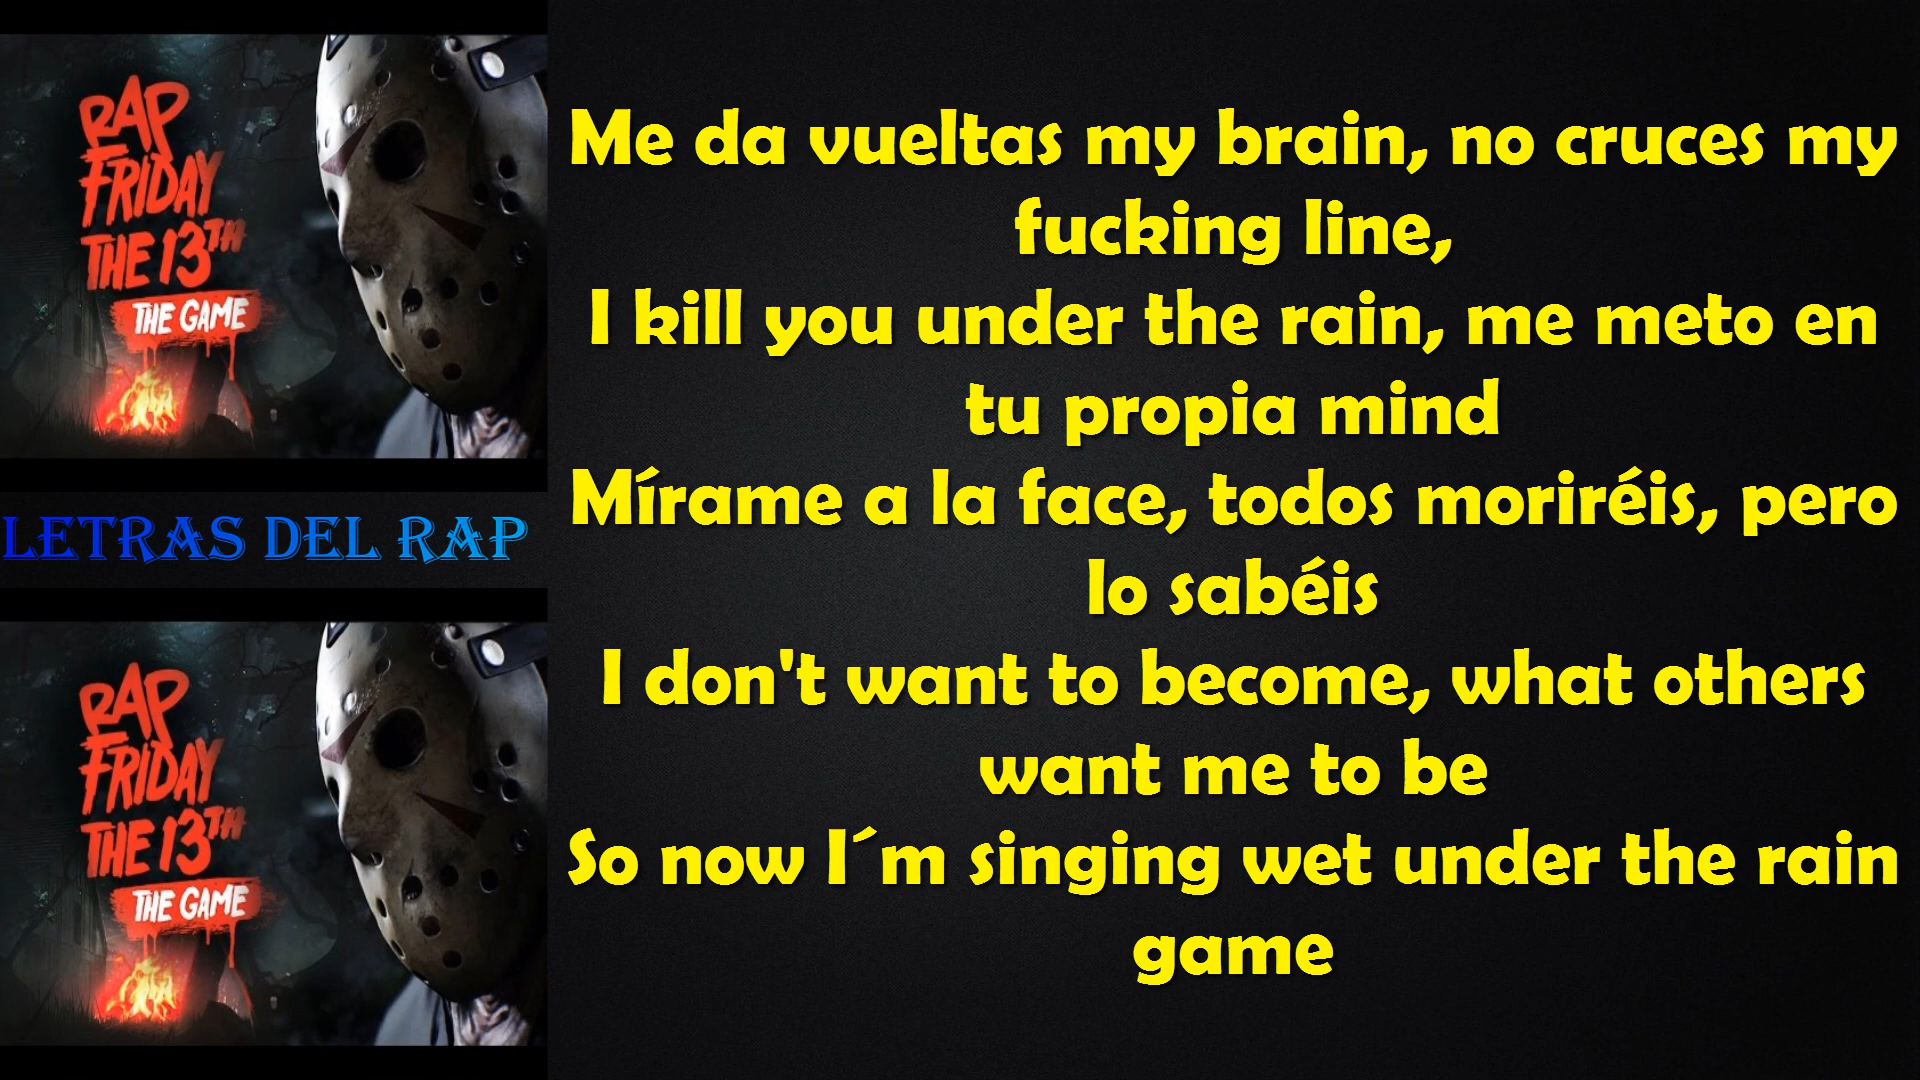 RAP
FRIDAY
THE 13TH
THE GAME
LETRAS DEL RAP
RAP
FRIDAY
THE 13TH
THE GAME
Me da vueltas my brain, no cruces my
fucking line,
I kill you under the rain, me meto en
tu propia mind
Mírame a la face, todos moriréis, pero
lo sabéis
I don't want to become, what others
want me to be
So now I´m singing wet under the rain
game